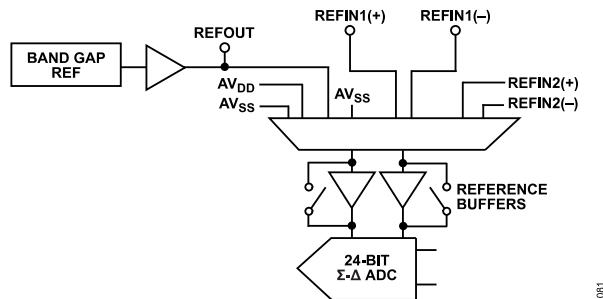 REFIN1(+)
REFIN1(–)
REFOUT
BAND GAP
REF
AVDD
AVSS
AVSS
REFIN2(+)
REFIN2(–)
REFERENCE
BUFFERS
24-BIT
Σ-Δ ADC
081